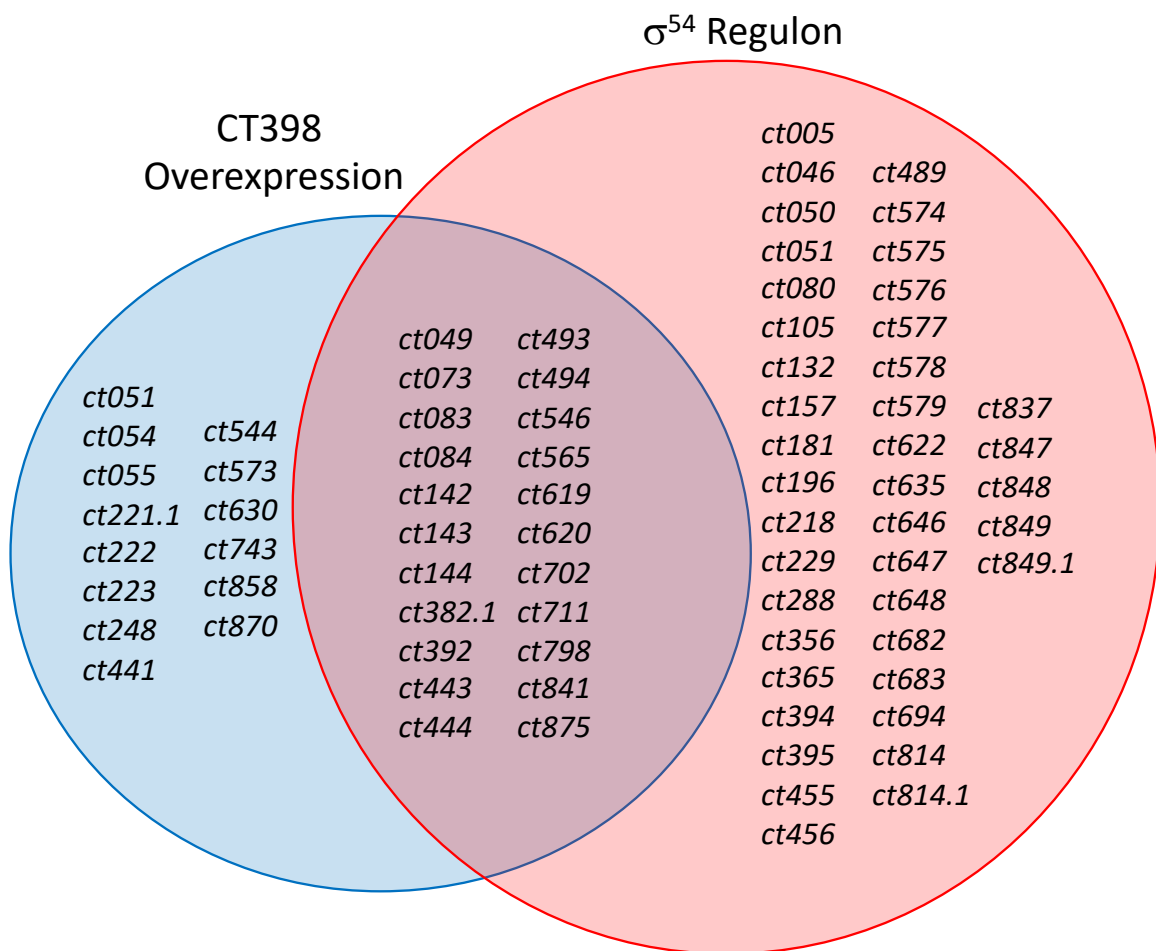 σ54 Regulon
CT398
Overexpression
ct051
ct054
ct055
ct221.1
ct222
ct223
ct248
ct441
ct544
ct573
ct630
ct743
ct858
ct870
ct049
ct073
ct083
ct084
ct142
ct143
ct144
ct382.1
ct392
ct443
ct444
ct493
ct494
ct546
ct565
ct619
ct620
ct702
ct711
ct798
ct841
ct875
ct005
ct046
ct050
ct051
ct080
ct105
ct132
ct157
ct181
ct196
ct218
ct229
ct288
ct356
ct365
ct394
ct395
ct455
ct456
ct489
ct574
ct575
ct576
ct577
ct578
ct579
ct622
ct635
ct646
ct647
ct648
ct682
ct683
ct694
ct814
ct814.1
ct837
ct847
ct848
ct849
ct849.1